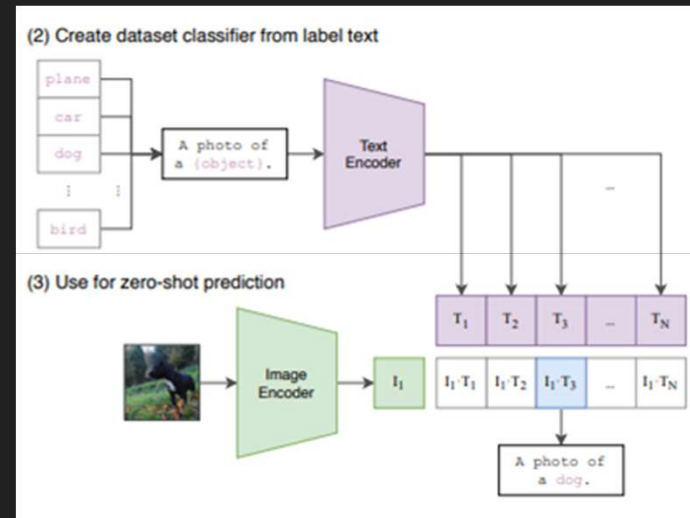 (2) Create dataset classifier from label text
plane
car
dog
⋮ ⋮
bird
A photo of
a {object}.
Text
Encoder
...
(3) Use for zero-shot prediction
T₁ T₂ T₃ ... T_N
Image
Encoder
I₁
I₁·T₁ I₁·T₂ I₁·T₃ ... I₁·T_N
A photo of
a dog.